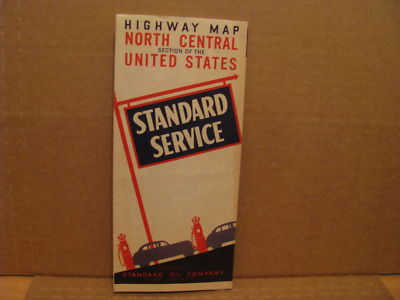 HIGHWAY MAP
NORTH CENTRAL
SECTION OF THE
UNITED STATES
STANDARD
SERVICE
STANDARD OIL COMPANY